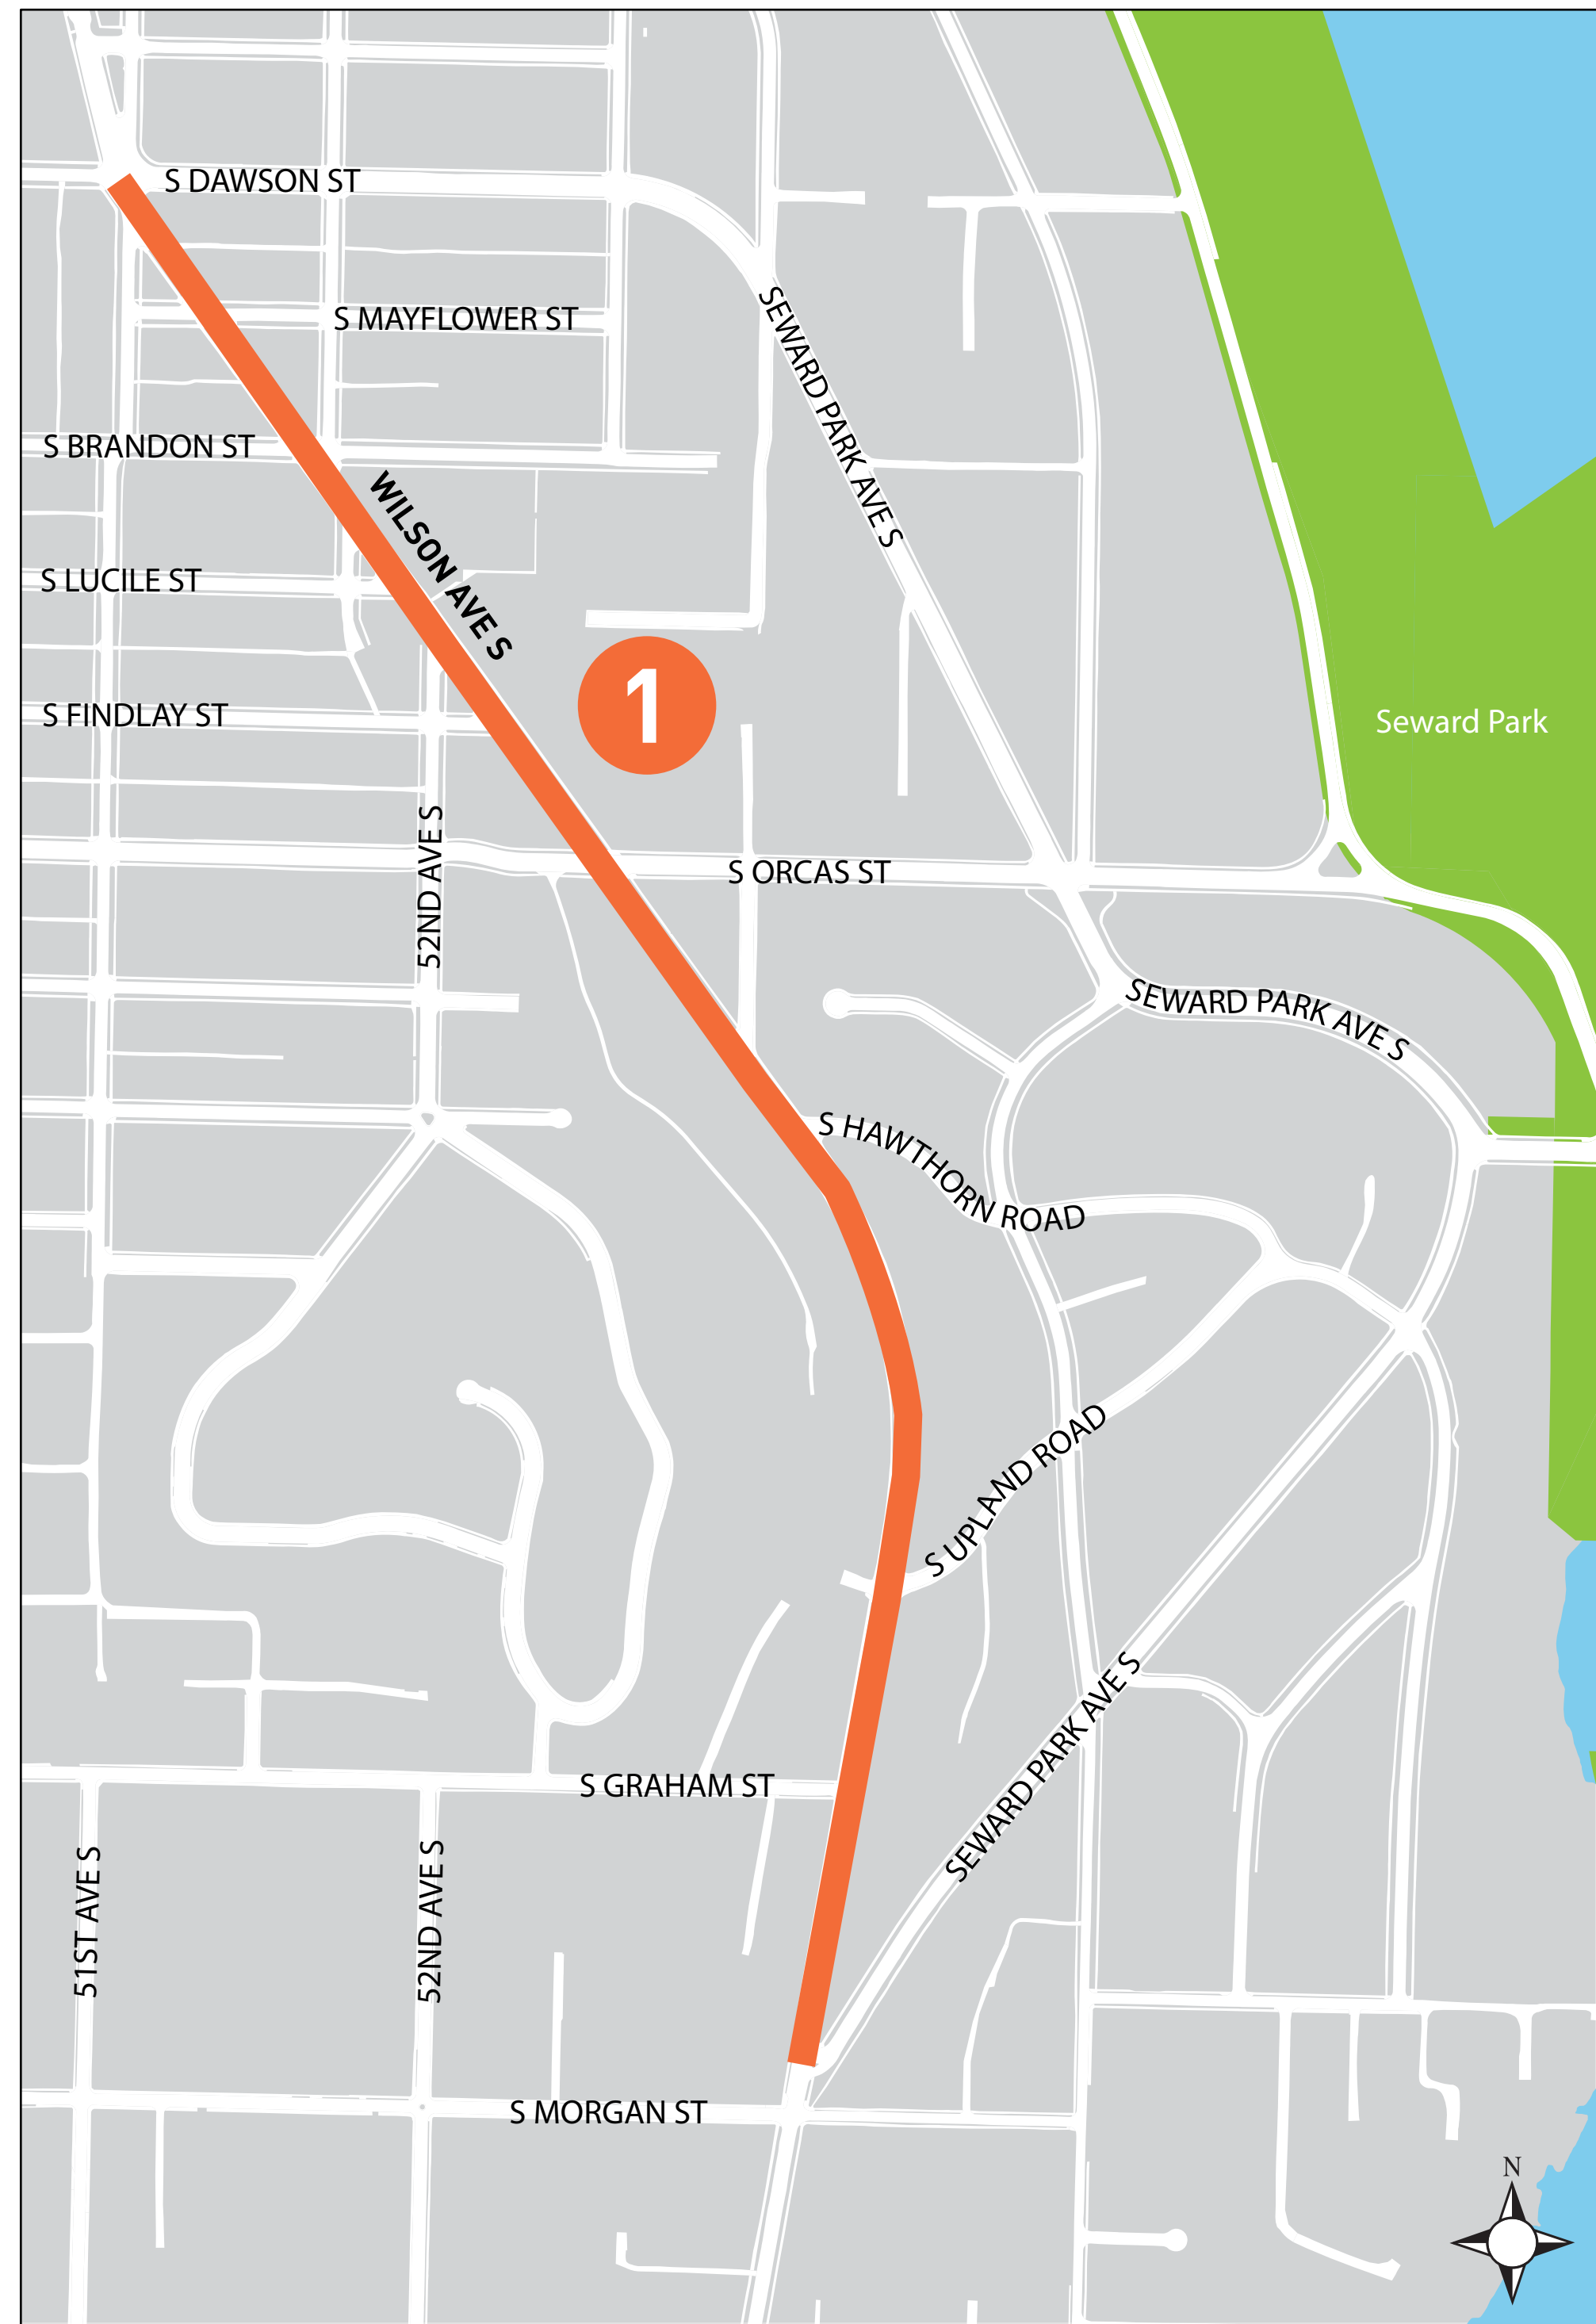 S DAWSON ST
SEWARD PARK AVE S
S MAYFLOWER ST
S BRANDON ST
WILSON AVE S
S LUCILE ST
1
S FINDLAY ST
Seward Park
52ND AVE S
S ORCAS ST
SEWARD PARK AVE S
S HAWTHORN ROAD
S UPLAND ROAD
SEWARD PARK AVE S
S GRAHAM ST
51ST AVE S
52ND AVE S
S MORGAN ST
N